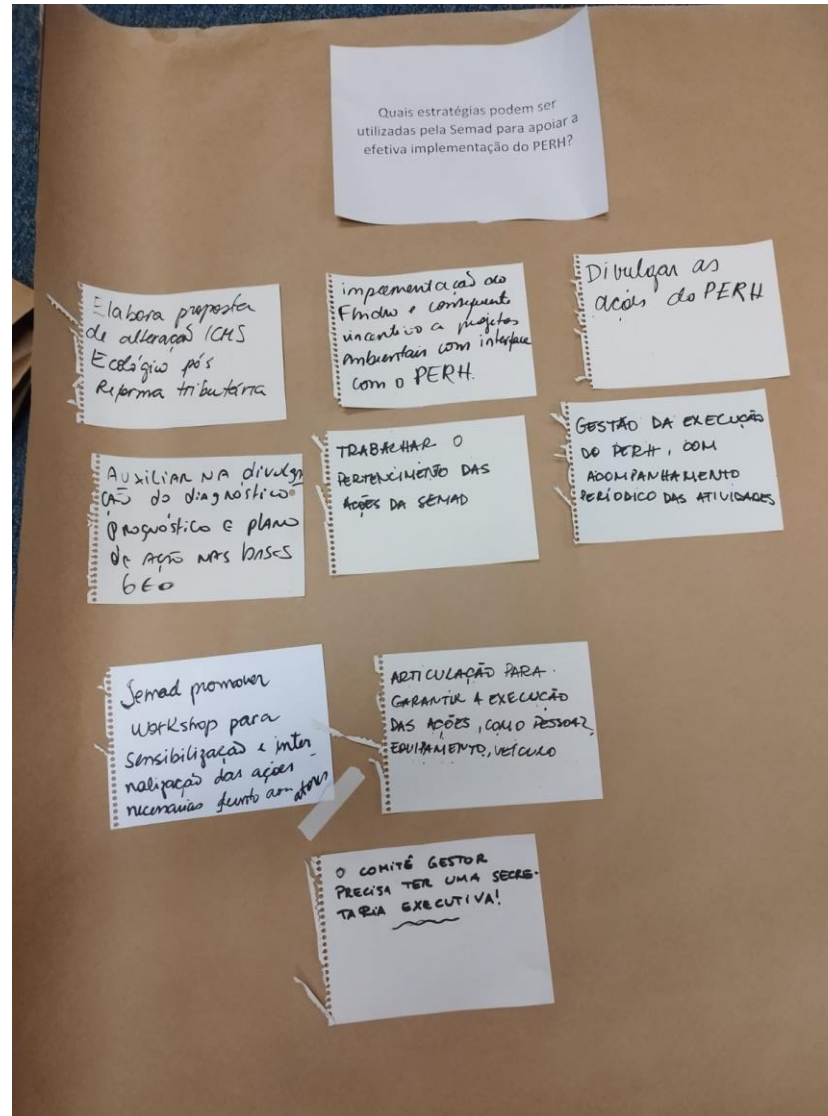 Quais estratégias podem ser
utilizadas pela Semad para apoiar a
efetiva implementação do PERH?
Elabora proposta
de alteração ICMS
Ecológico pós
Reforma tributária
impementação do
Fhidro e consequente
incentivo a projetos
ambientais com interface
com o PERH.
Divulgar as
ações do PERH
AUXILIAR NA divulga
ção do diagnóstico
prognóstico e plano
de Ação nas bases
GEO
TRABALHAR O
PERTENCIMENTO DAS
AÇÕES DA SEMAD
GESTÃO DA EXECUÇÃO
DO PERH, COM
ACOMPANHAMENTO
PERÍODICO DAS ATIVIDADES
Semad promover
workshop para
sensibilização e inter
nalização das ações
necessárias junto aos atores
ARTICULAÇÃO PARA
GARANTIR A EXECUÇÃO
DAS AÇÕES, COMO PESSOAL,
EQUIPAMENTO, VEÍCULO
O COMITÊ GESTOR
PRECISA TER UMA SECRE-
TARIA EXECUTIVA!